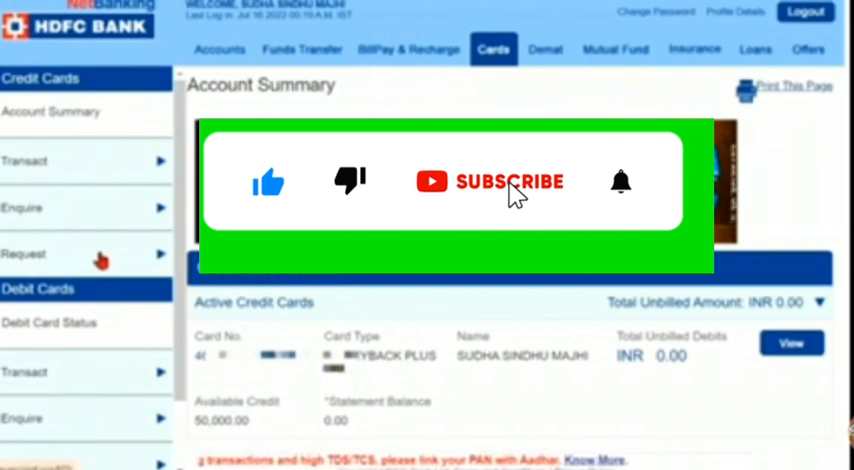 NetBanking
HDFC BANK
WELCOME, SUDHA SINDHU MAJHI
Last Log in: Jul 16 2022 00:19 A.M. IST
Change Password Profile Details Logout
Accounts Funds Transfer BillPay & Recharge Cards Demat Mutual Fund Insurance Loans Offers
Credit Cards
Account Summary
Transact
Enquire
Request
Debit Cards
Debit Card Status
Transact
Enquire
Account Summary
Print This Page
SUBSCRIBE
Active Credit Cards Total Unbilled Amount: INR 0.00
Card No. Card Type Name Total Unbilled Debits
YBACK PLUS SUDHA SINDHU MAJHI INR 0.00 View
Available Credit *Statement Balance
50,000.00 0.00
g transactions and high TDS/TCS, please link your PAN with Aadhar. Know More.